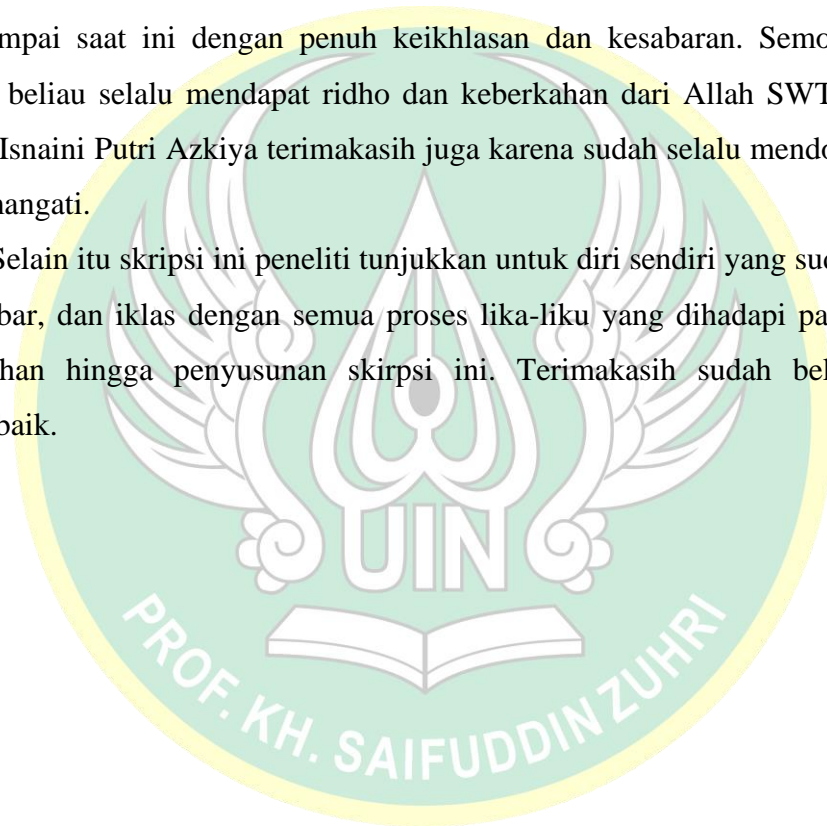 mpai saat ini dengan penuh keikhlasan dan kesabaran. Semo
beliau selalu mendapat ridho dan keberkahan dari Allah SWT
Isnaini Putri Azkiya terimakasih juga karena sudah selalu mendo
nangati.
Selain itu skripsi ini peneliti tunjukkan untuk diri sendiri yang suc
bar, dan iklas dengan semua proses lika-liku yang dihadapi pa
han hingga penyusunan skirpsi ini. Terimakasih sudah bel
baik.
UIN
PROF. KH. SAIFUDDIN ZUHRI